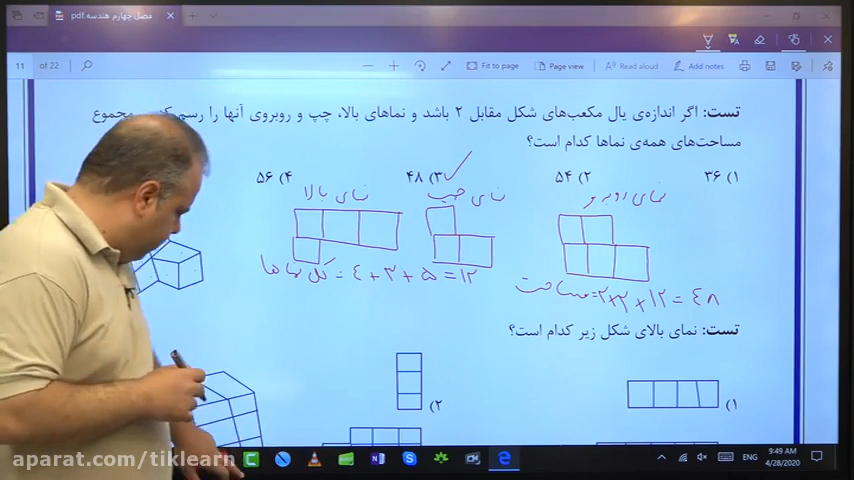 فصل چهارم هندسه.pdf
11 of 22
Fit to page
Page view
Read aloud
Add notes
تست: اگر اندازه‌ی یال مکعب‌های شکل مقابل ۲ باشد و نماهای بالا، چپ و روبروی آنها را رسم کنیم، مجموع
مساحت‌های همه‌ی نماها کدام است؟
۱) ۳۶
۲) ۵۴
۳) ۴۸
۴) ۵۶
نمای روبرو
نمای چپ
نمای بالا
کل نماها = ۴ + ۳ + ۵ = ۱۲
مساحت = ۲×۲ × ۱۲ = ۴۸
تست: نمای بالای شکل زیر کدام است؟
۱)
۲)
ENG
9:49 AM
4/28/2020
aparat.com/tiklearn